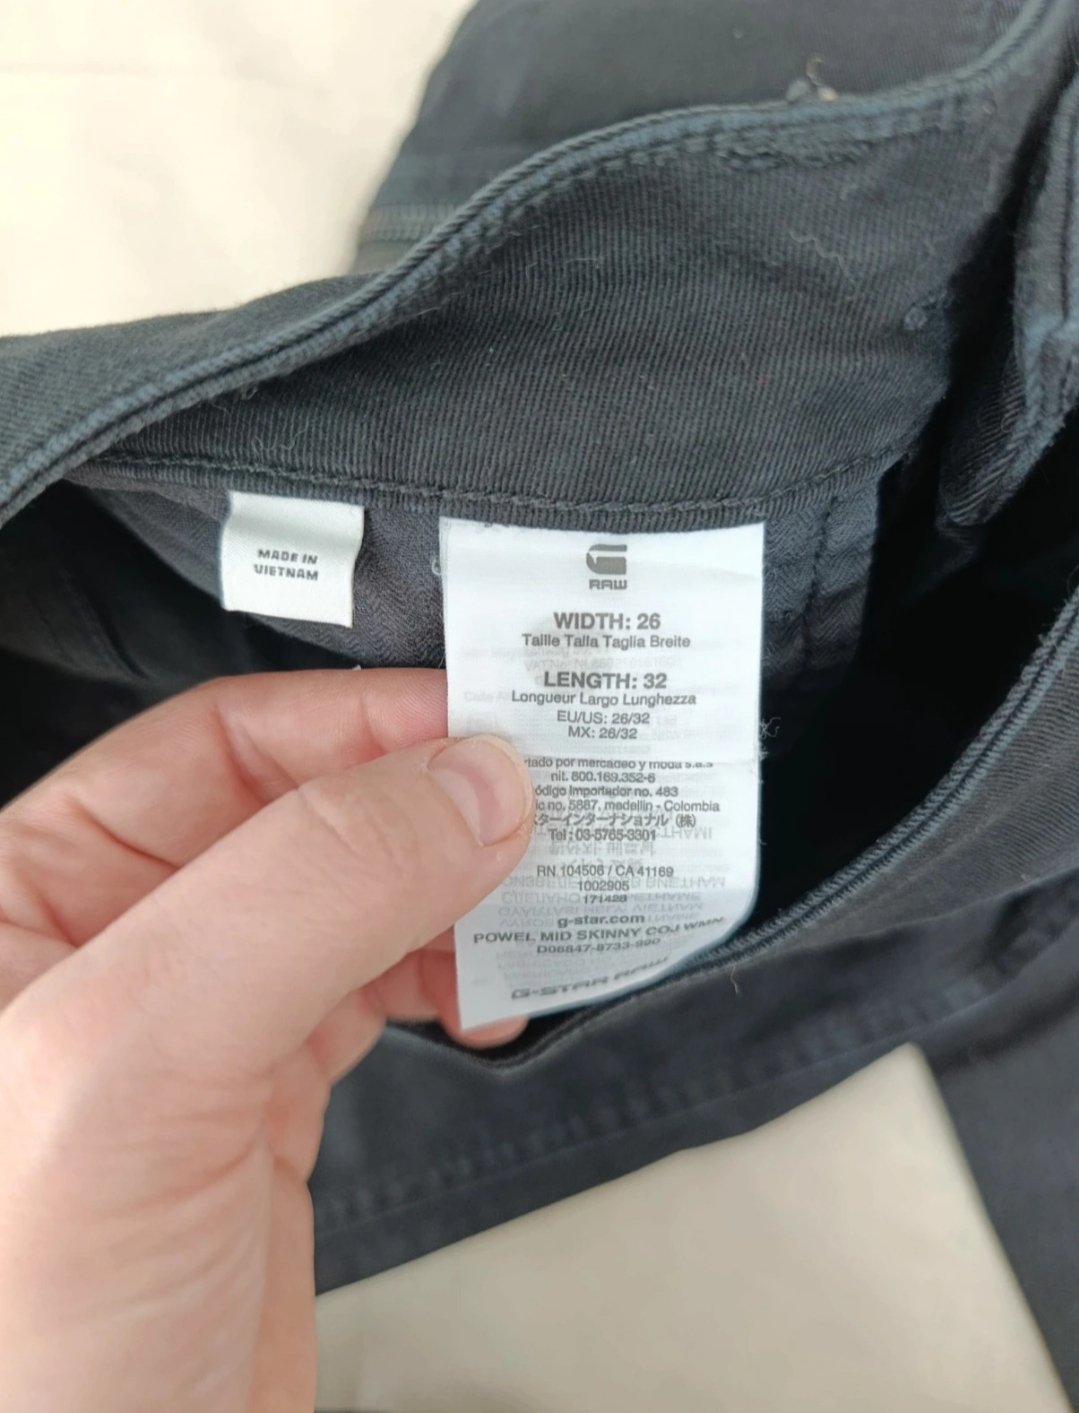 MADE IN
VIETNAM
RAW
WIDTH: 26
Taille Talla Taglia Breite
LENGTH: 32
Longueur Largo Lunghezza
EU/US: 26/32
MX: 26/32
por mercadeo y moda s.a.s
nit. 800.169.352-6
Importador no. 483
no. 5887, medellin - Colombia
スターインターナショナル (株)
Tel : 03-5765-3301
RN 104506 / CA 41169
1002905
171428
g-star.com
POWEL MID SKINNY COJ WMN
D06847-8733-990
G-STAR RAW